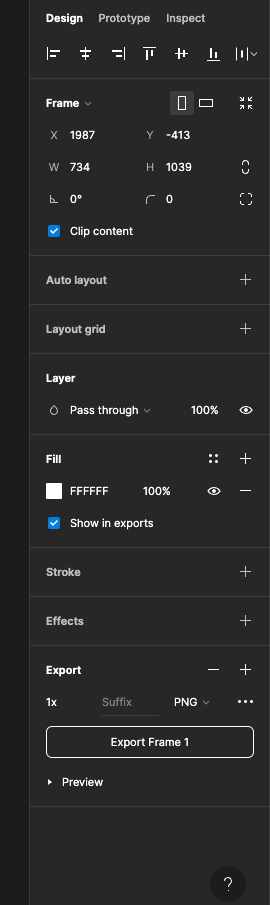 Design Prototype Inspect
Frame
X 1987 Y -413
W 734 H 1039
0° 0
Clip content
Auto layout
Layout grid
Layer
Pass through 100%
Fill
FFFFFF 100%
Show in exports
Stroke
Effects
Export
1x Suffix PNG
Export Frame 1
Preview
?